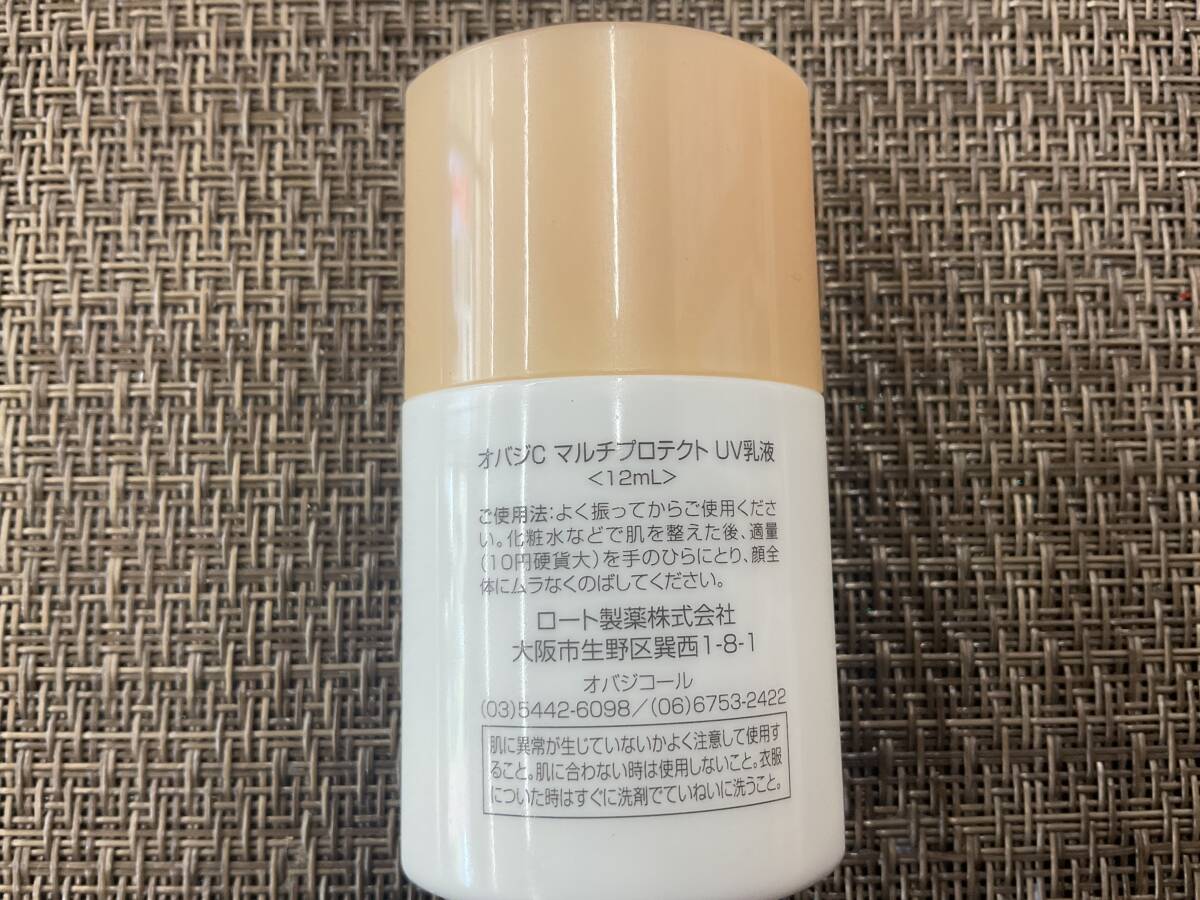 オバジC マルチプロテクト UV乳液
<12mL>
ご使用法:よく振ってからご使用くださ
い。化粧水などで肌を整えた後、適量
(10円硬貨大)を手のひらにとり、顔全
体にムラなくのばしてください。
ロート製薬株式会社
大阪市生野区巽西1-8-1
オバジコール
(03)5442-6098/(06)6753-2422
肌に異常が生じていないかよく注意して使用す
ること。肌に合わない時は使用しないこと。衣服
についた時はすぐに洗剤でていねいに洗うこと。